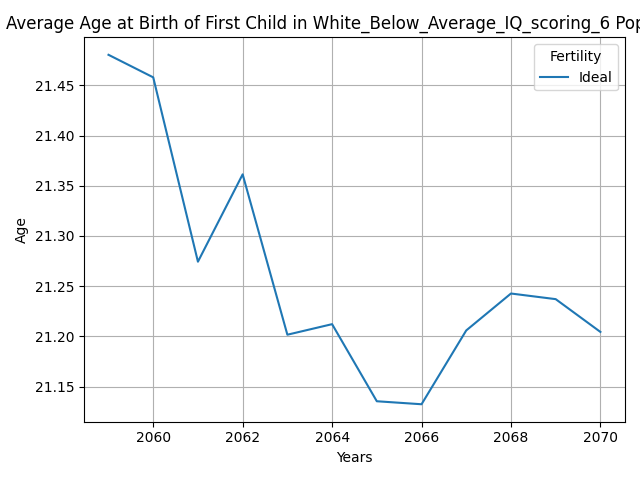 Average Age at Birth of First Child in White_Below_Average_IQ_scoring_6 Pop
Fertility
Ideal
21.45
21.40
21.35
21.30
21.25
21.20
21.15
Age
2060 2062 2064 2066 2068 2070
Years